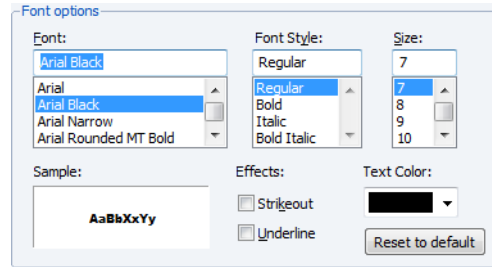 Font options
Font: Font Style: Size:
Arial Black Regular 7
Arial Regular 7
Arial Black Bold 8
Arial Narrow Italic 9
Arial Rounded MT Bold Bold Italic 10
Sample: Effects: Text Color:
Strikeout
AaBbXxYy
Underline
Reset to default